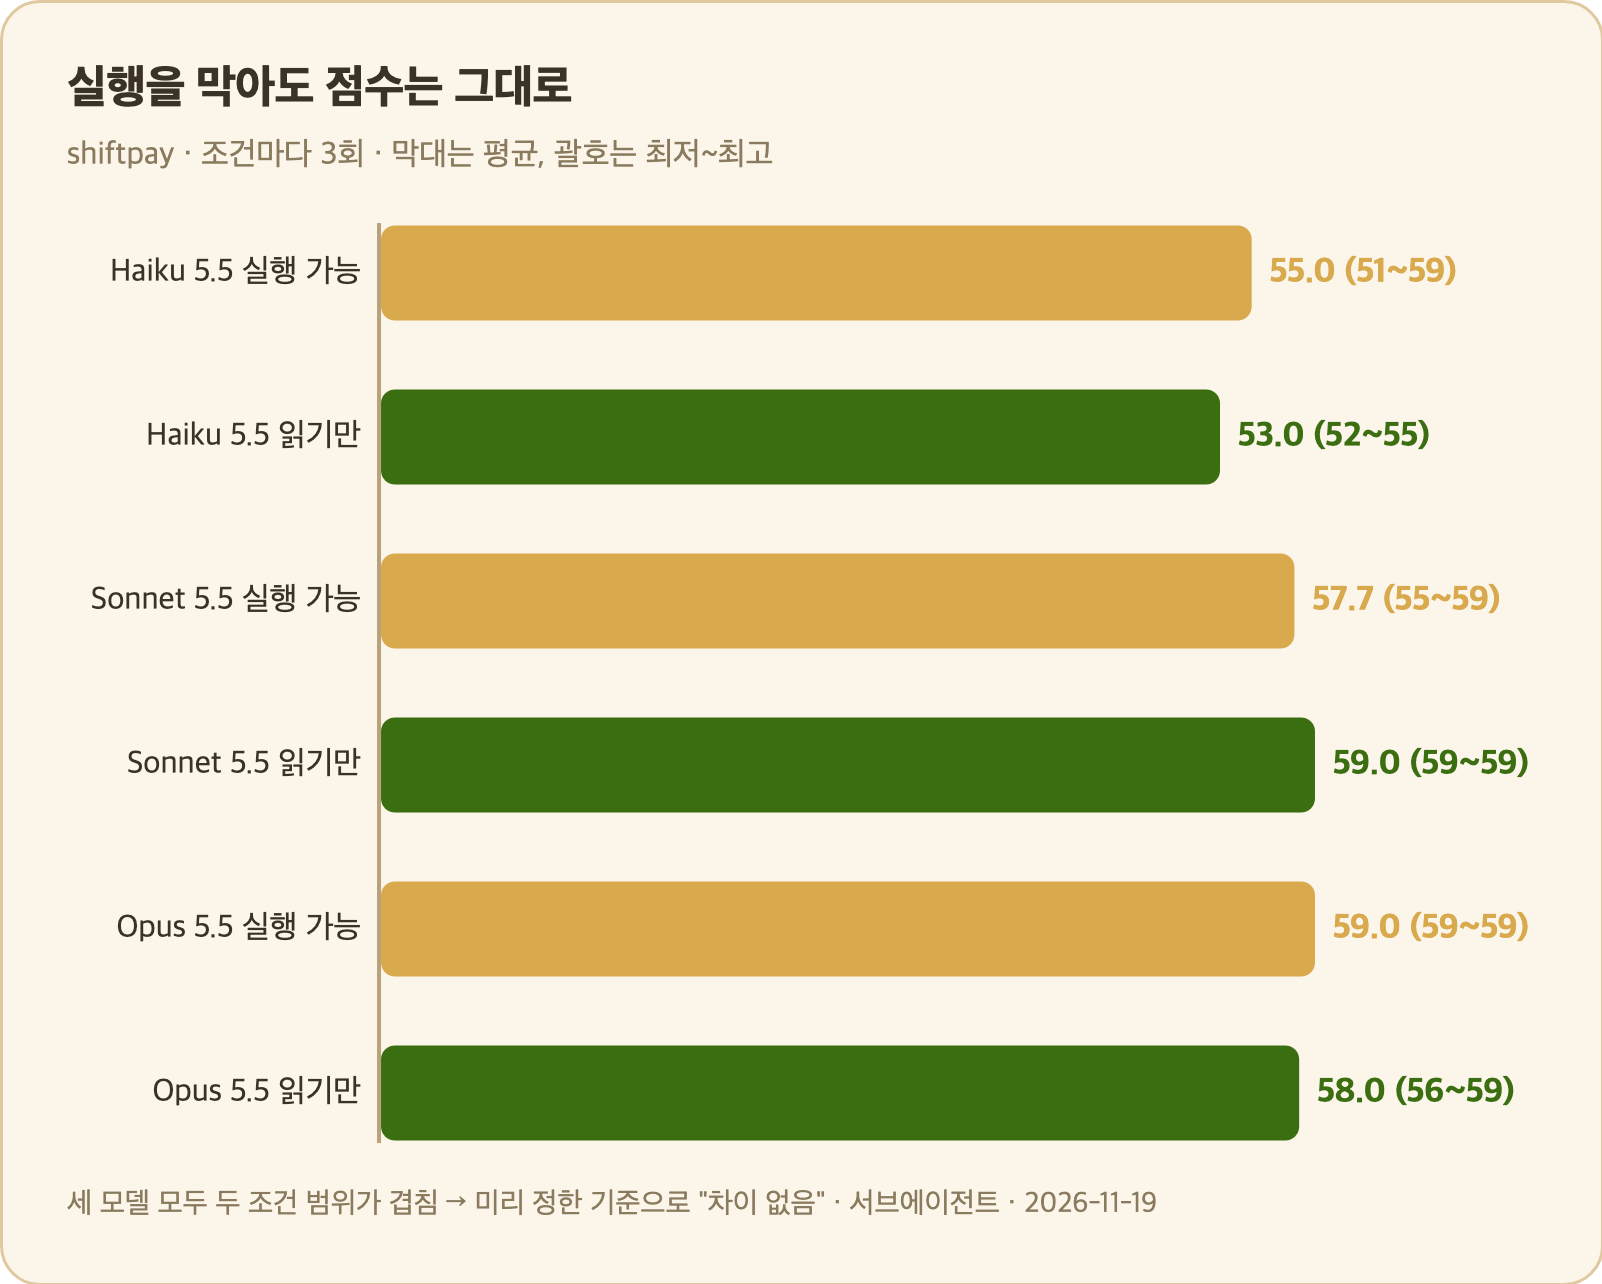 실행을 막아도 점수는 그대로
shiftpay · 조건마다 3회 · 막대는 평균, 괄호는 최저~최고
Haiku 5.5 실행 가능
55.0 (51~59)
Haiku 5.5 읽기만
53.0 (52~55)
Sonnet 5.5 실행 가능
57.7 (55~59)
Sonnet 5.5 읽기만
59.0 (59~59)
Opus 5.5 실행 가능
59.0 (59~59)
Opus 5.5 읽기만
58.0 (56~59)
세 모델 모두 두 조건 범위가 겹침 → 미리 정한 기준으로 "차이 없음" · 서브에이전트 · 2026-11-19